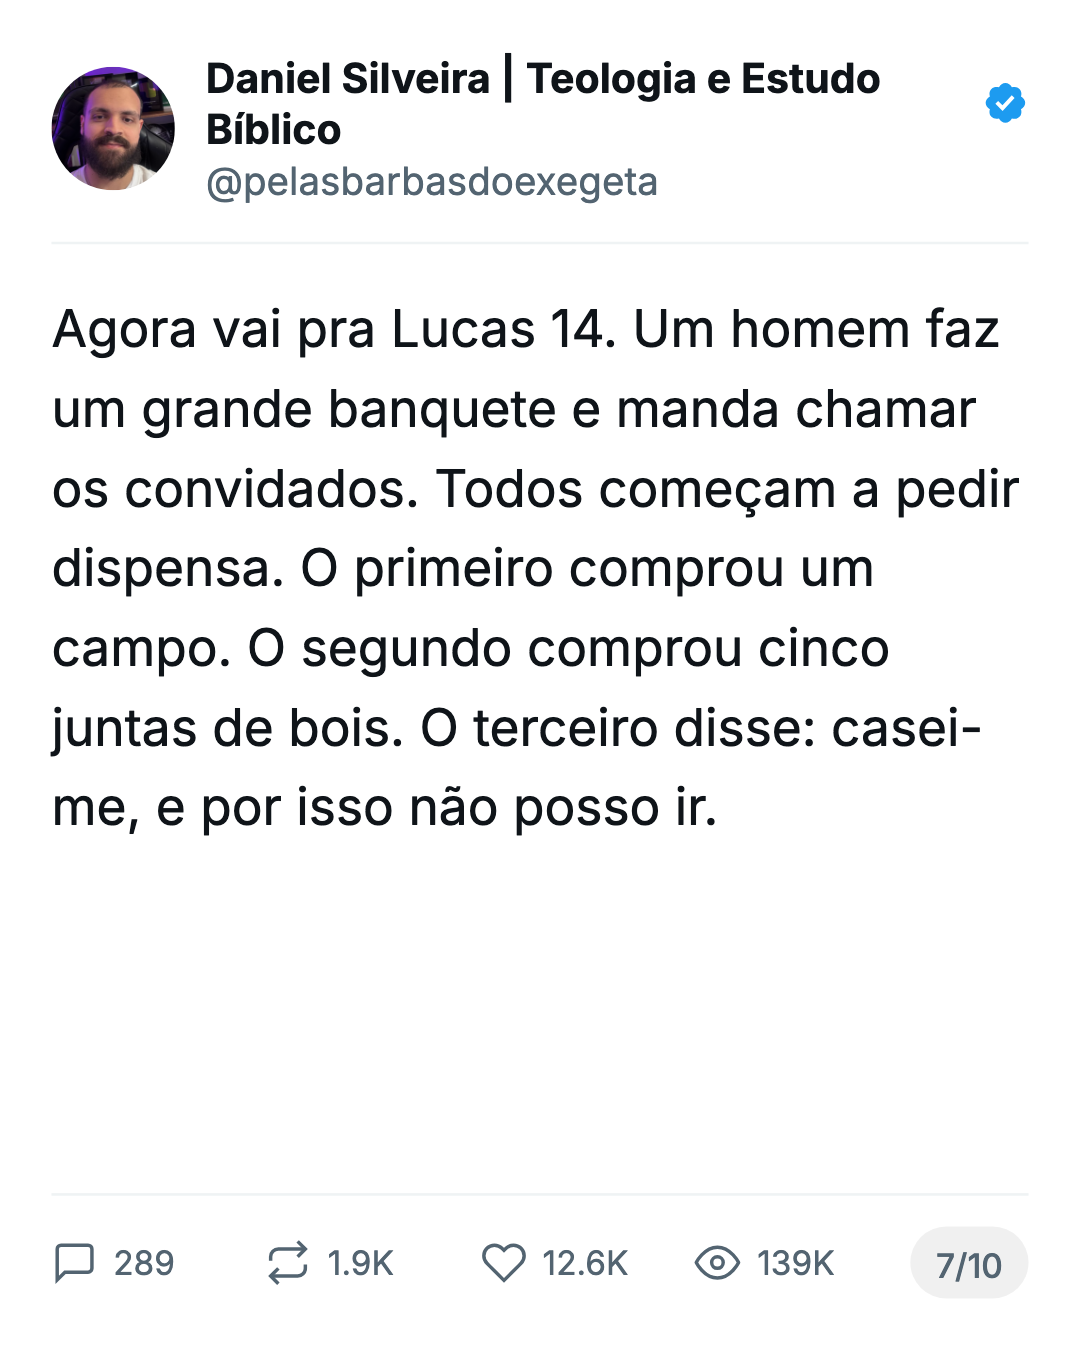 Daniel Silveira | Teologia e Estudo
Bíblico
@pelasbarbasdoexegeta
Agora vai pra Lucas 14. Um homem faz
um grande banquete e manda chamar
os convidados. Todos começam a pedir
dispensa. O primeiro comprou um
campo. O segundo comprou cinco
juntas de bois. O terceiro disse: casei-
me, e por isso não posso ir.
289 1.9K 12.6K 139K 7/10